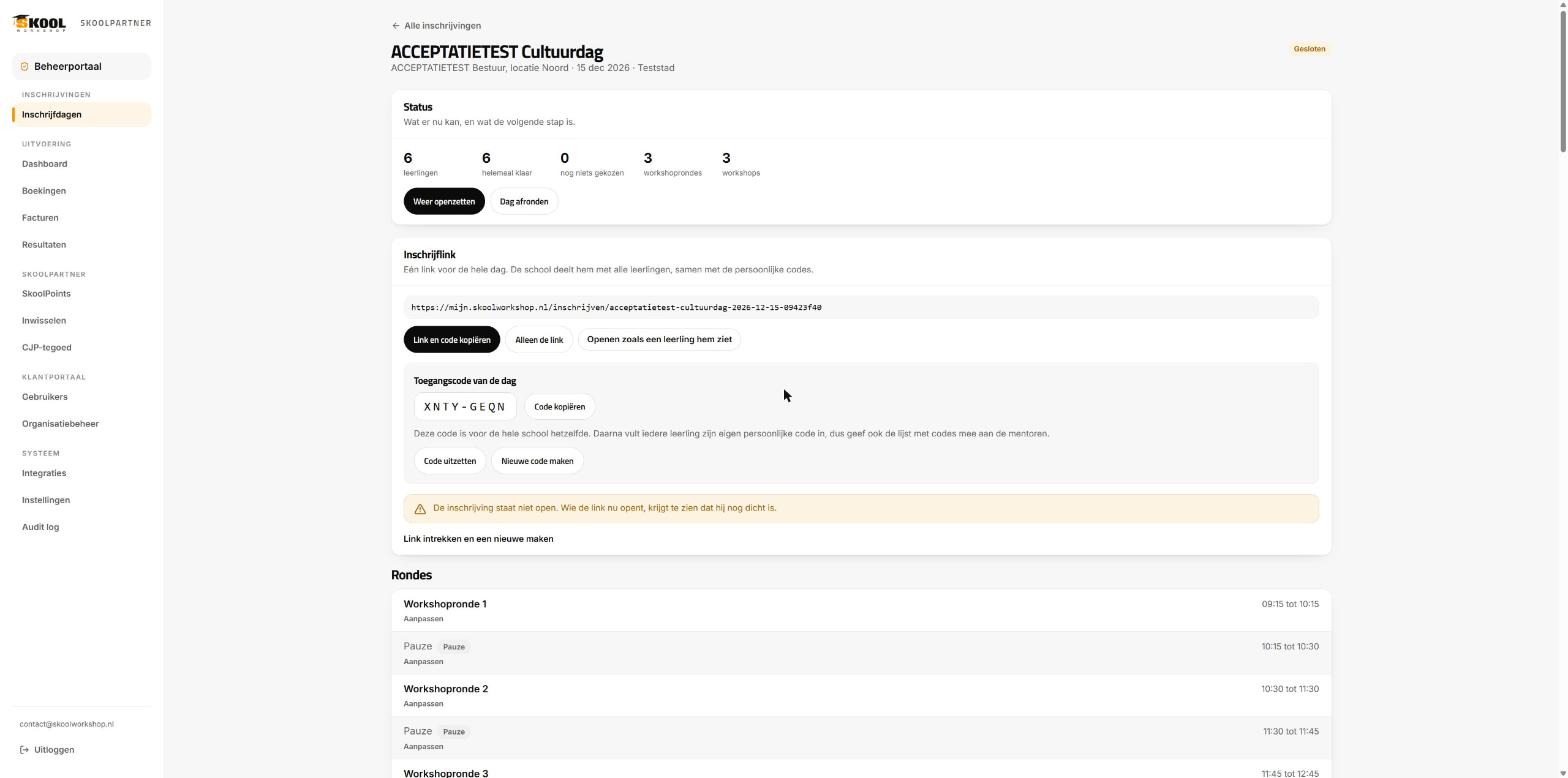 SKOOL
WORKSHOP
SKOOLPARTNER
Beheerportaal
INSCHRIJVINGEN
Inschrijfdagen
UITVOERING
Dashboard
Boekingen
Facturen
Resultaten
SKOOLPARTNER
SkoolPoints
Inwisselen
CJP-tegoed
KLANTPORTAAL
Gebruikers
Organisatiebeheer
SYSTEEM
Integraties
Instellingen
Audit log
contact@skoolworkshop.nl
Uitloggen
← Alle inschrijvingen
ACCEPTATIETEST Cultuurdag
Gesloten
ACCEPTATIETEST Bestuur, locatie Noord · 15 dec 2026 · Teststad
Status
Wat er nu kan, en wat de volgende stap is.
6 6 0 3 3
leerlingen helemaal klaar nog niets gekozen workshoprondes workshops
Weer openzetten Dag afronden
Inschrijflink
Eén link voor de hele dag. De school deelt hem met alle leerlingen, samen met de persoonlijke codes.
https://mijn.skoolworkshop.nl/inschrijven/acceptatietest-cultuurdag-2026-12-15-09423f40
Link en code kopiëren Alleen de link Openen zoals een leerling hem ziet
Toegangscode van de dag
XNTY-GEQN Code kopiëren
Deze code is voor de hele school hetzelfde. Daarna vult iedere leerling zijn eigen persoonlijke code in, dus geef ook de lijst met codes mee aan de mentoren.
Code uitzetten Nieuwe code maken
De inschrijving staat niet open. Wie de link nu opent, krijgt te zien dat hij nog dicht is.
Link intrekken en een nieuwe maken
Rondes
Workshopronde 1 09:15 tot 10:15
Aanpassen
Pauze Pauze 10:15 tot 10:30
Aanpassen
Workshopronde 2 10:30 tot 11:30
Aanpassen
Pauze Pauze 11:30 tot 11:45
Aanpassen
Workshopronde 3 11:45 tot 12:45